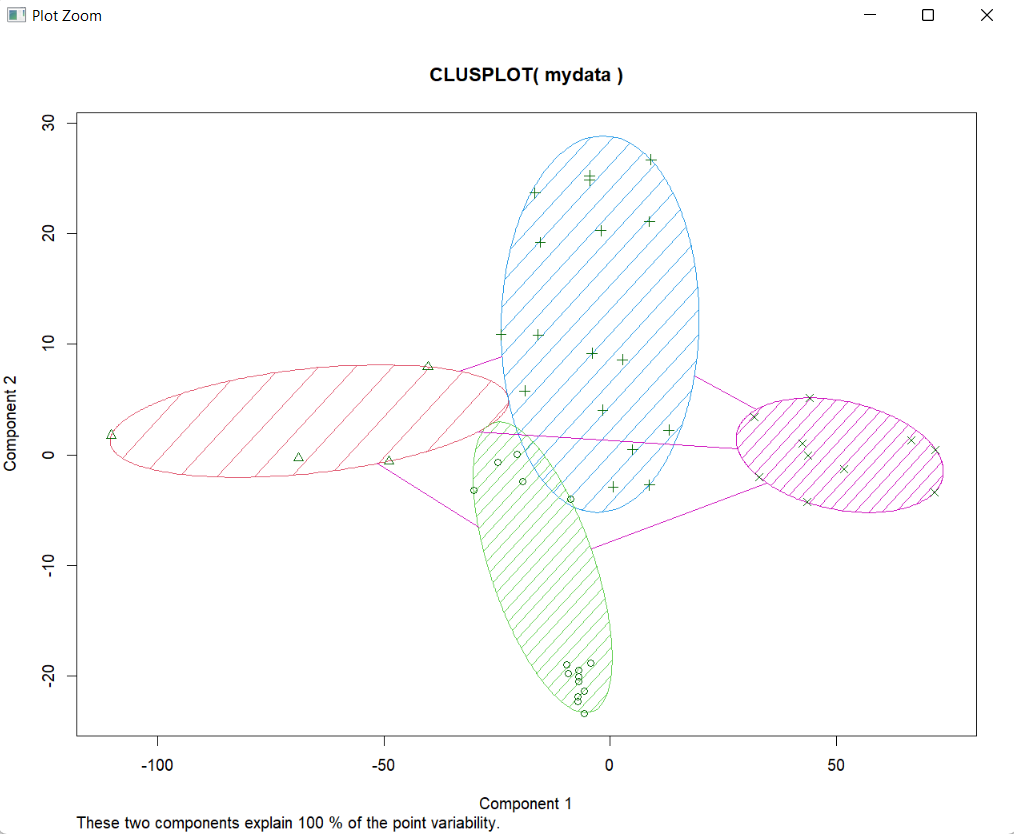 Plot Zoom
CLUSPLOT( mydata )
30
20
10
0
-10
-20
Component 2
-100 -50 0 50
Component 1
These two components explain 100 % of the point variability.